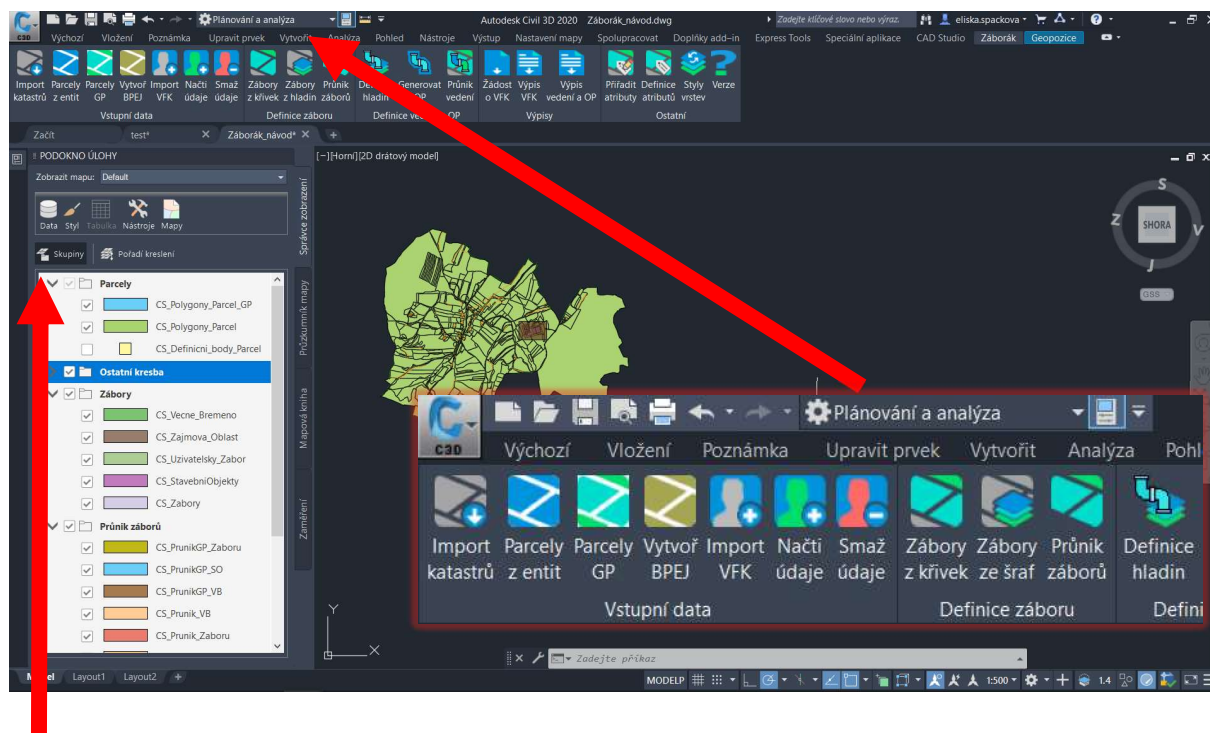 Plánování a analýza
Autodesk Civil 3D 2020 Záborák_návod.dwg
Zadejte klíčové slovo nebo výraz.
eliska.spackova
C3D
Výchozí Vložení Poznámka Upravit prvek Vytvořit Analýza Pohled Nástroje Výstup Nastavení mapy Spolupracovat Doplňky add-in Express Tools Speciální aplikace CAD Studio Záborák Geopozice
Import Parcely Parcely Vytvoř Import Načti Smaž Zábory Zábory Průnik Generovat Průnik Žádost Výpis Výpis Přiřadit Definice Styly Verze
katastrů z entit GP BPEJ VFK údaje údaje z křivek z hladin záborů hladin OP vedení o VFK VFK vedení a OP atributy atributů vrstev
Vstupní data Definice záboru Definice OP Výpisy Ostatní
Začít test* Záborák_návod* +
PODOKNO ÚLOHY
[−][Horní][2D drátový model]
Zobrazit mapu: Default
Data Styl Tabulka Nástroje Mapy
Skupiny Pořadí kreslení
Parcely
CS_Polygony_Parcel_GP
CS_Polygony_Parcel
CS_Definicni_body_Parcel
Ostatní kresba
Zábory
CS_Vecne_Bremeno
CS_Zajmova_Oblast
CS_Uzivatelsky_Zabor
CS_StavebniObjekty
CS_Zabory
Průnik záborů
CS_PrunikGP_Zaboru
CS_PrunikGP_SO
CS_PrunikGP_VB
CS_Prunik_VB
CS_Prunik_Zaboru
Správce zobrazení
Průzkumník mapy
Mapová kniha
Zaměření
S
Z SHORA V
J
GSS
Y
X
Plánování a analýza
C3D
Výchozí Vložení Poznámka Upravit prvek Vytvořit Analýza Pohl
Import Parcely Parcely Vytvoř Import Načti Smaž Zábory Zábory Průnik Definice
katastrů z entit GP BPEJ VFK údaje údaje z křivek ze šraf záborů hladin
Vstupní data Definice záboru Defini
Zadejte příkaz
Layout1 Layout2 +
MODELP 1:500 1.4